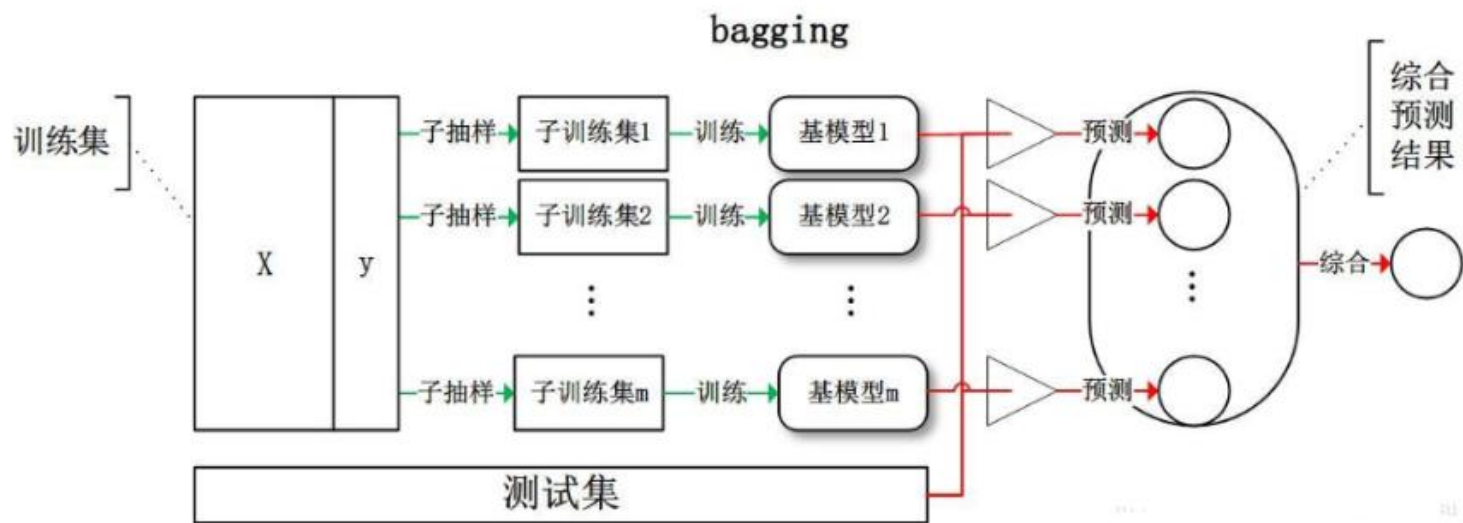 bagging
训练集
X
y
子抽样
子训练集1
训练
基模型1
预测
子抽样
子训练集2
训练
基模型2
预测
⋮
⋮
⋮
子抽样
子训练集m
训练
基模型m
预测
测试集
综合
预测
结果
综合